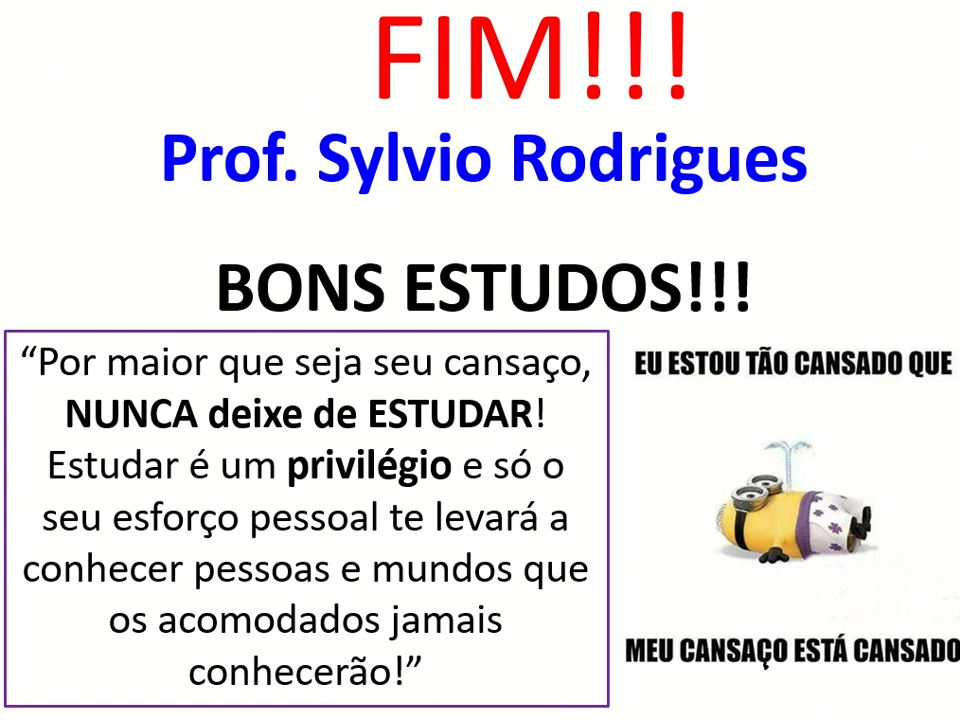 FIM!!!
Prof. Sylvio Rodrigues
BONS ESTUDOS!!!
“Por maior que seja seu cansaço,
NUNCA deixe de ESTUDAR!
Estudar é um privilégio e só o
seu esforço pessoal te levará a
conhecer pessoas e mundos que
os acomodados jamais
conhecerão!”
EU ESTOU TÃO CANSADO QUE
MEU CANSAÇO ESTÁ CANSADO